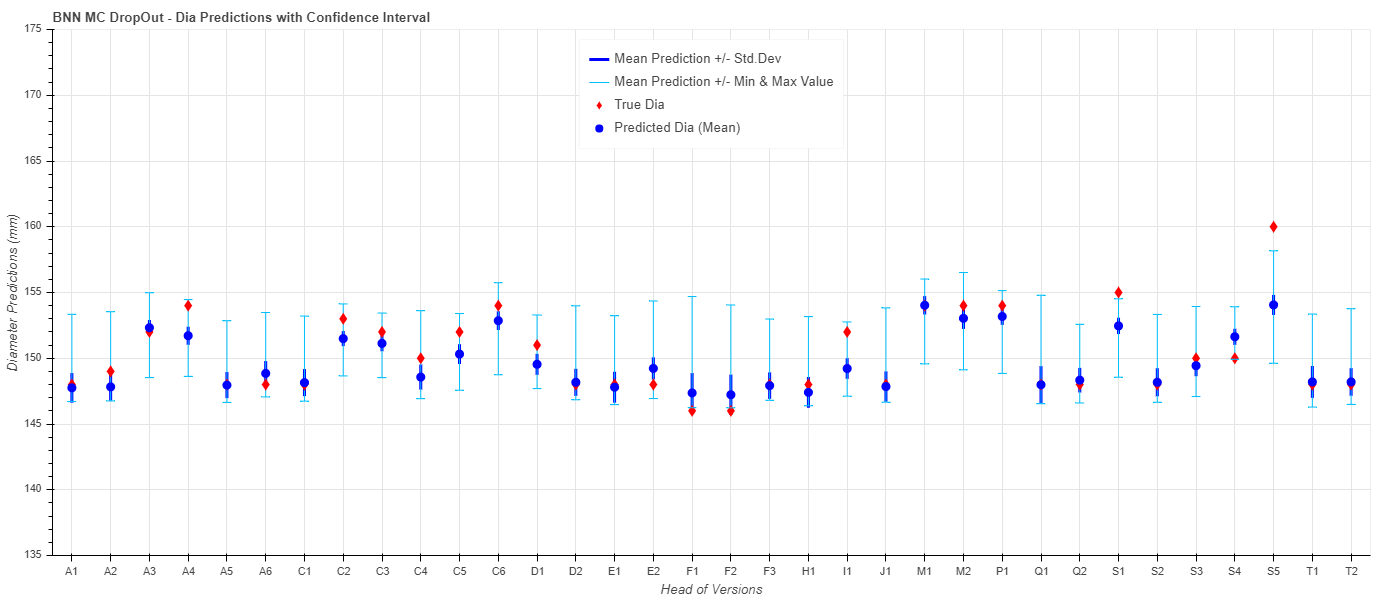 BNN MC DropOut - Dia Predictions with Confidence Interval
Mean Prediction +/- Std.Dev
Mean Prediction +/- Min & Max Value
True Dia
Predicted Dia (Mean)
Diameter Predictions (mm)
175
170
165
160
155
150
145
140
135
A1 A2 A3 A4 A5 A6 C1 C2 C3 C4 C5 C6 D1 D2 E1 E2 F1 F2 F3 H1 I1 J1 M1 M2 P1 Q1 Q2 S1 S2 S3 S4 S5 T1 T2
Head of Versions